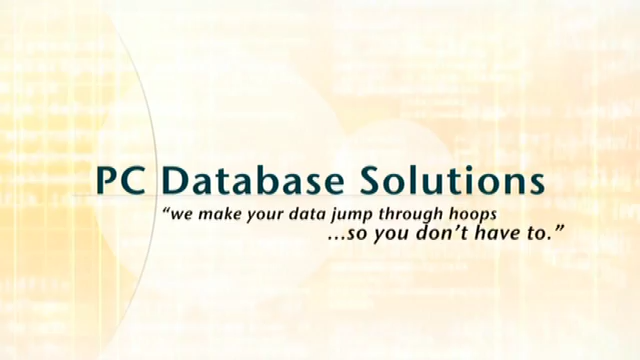 PC Database Solutions
“we make your data jump through hoops
...so you don’t have to.”